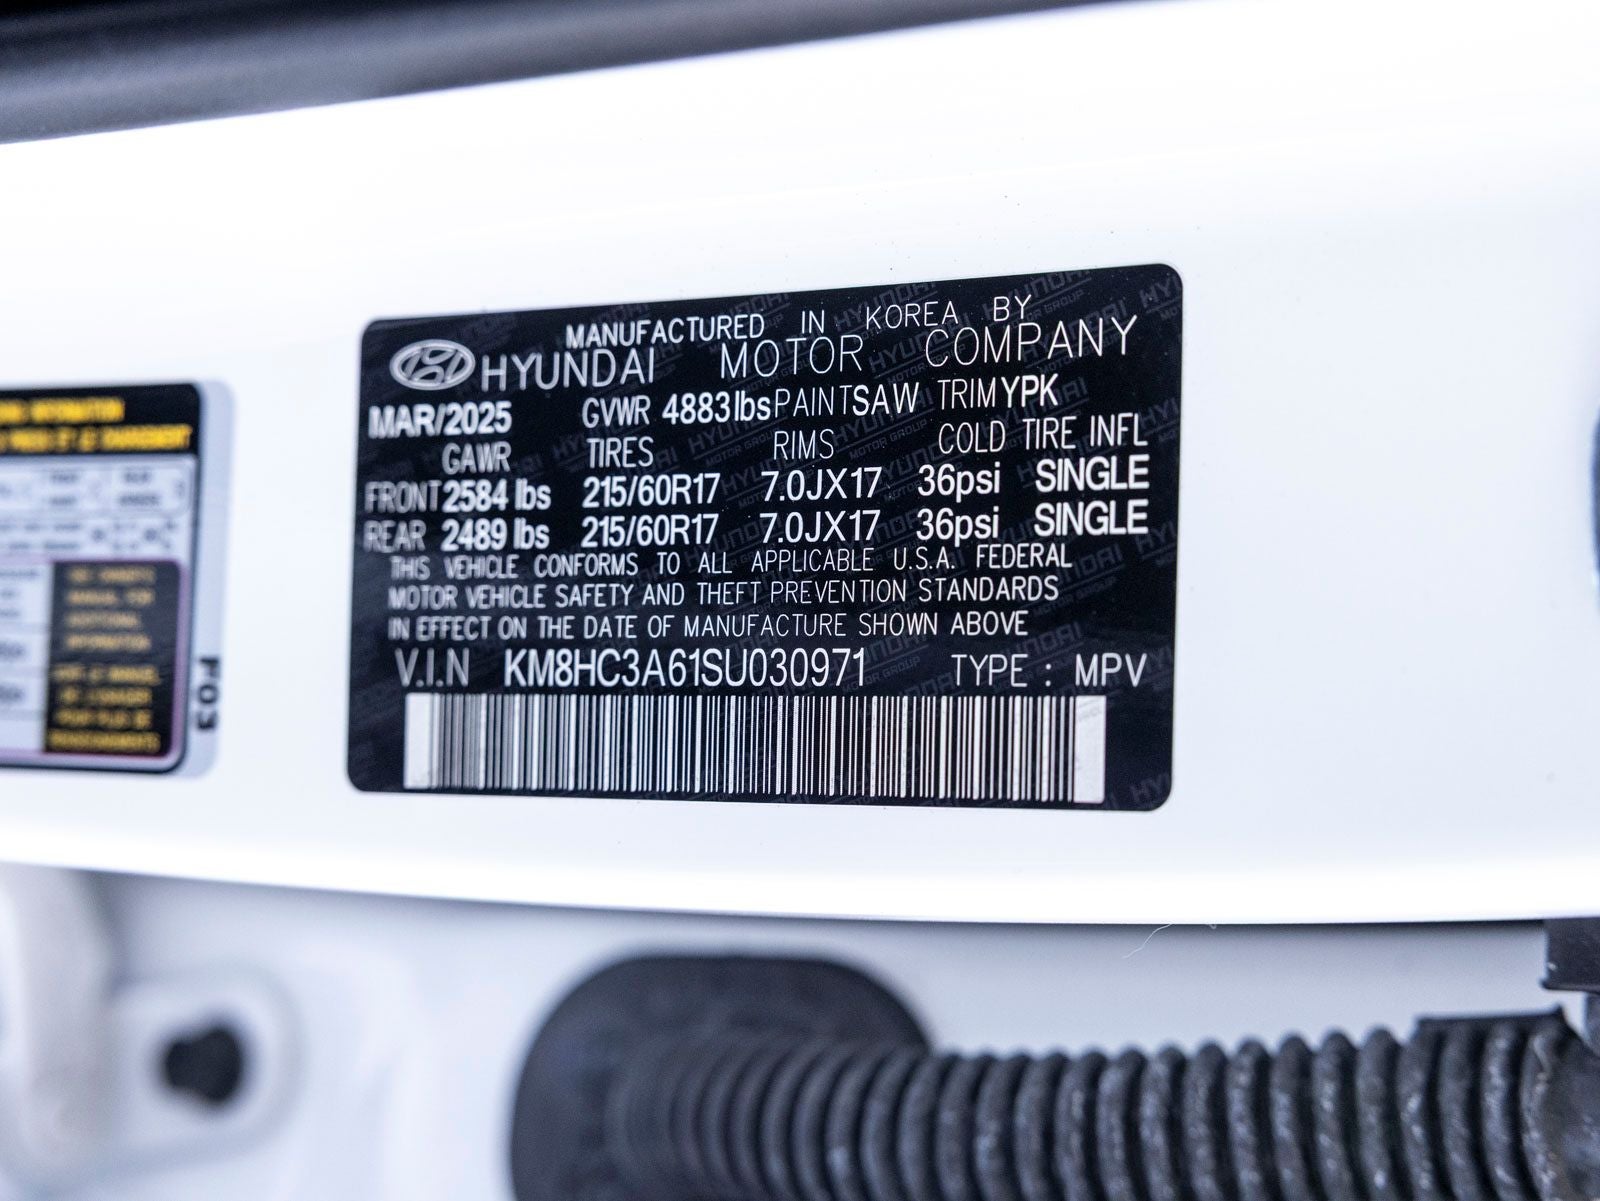 MANUFACTURED IN KOREA BY
HYUNDAI MOTOR COMPANY
MAR/2025 GVWR 4883lbs PAINT SAW TRIM YPK
GAWR TIRES RIMS COLD TIRE INFL
FRONT 2584 lbs 215/60R17 7.0JX17 36psi SINGLE
REAR 2489 lbs 215/60R17 7.0JX17 36psi SINGLE
THIS VEHICLE CONFORMS TO ALL APPLICABLE U.S.A. FEDERAL
MOTOR VEHICLE SAFETY AND THEFT PREVENTION STANDARDS
IN EFFECT ON THE DATE OF MANUFACTURE SHOWN ABOVE
V.I.N KM8HC3A61SU030971 TYPE : MPV
F03